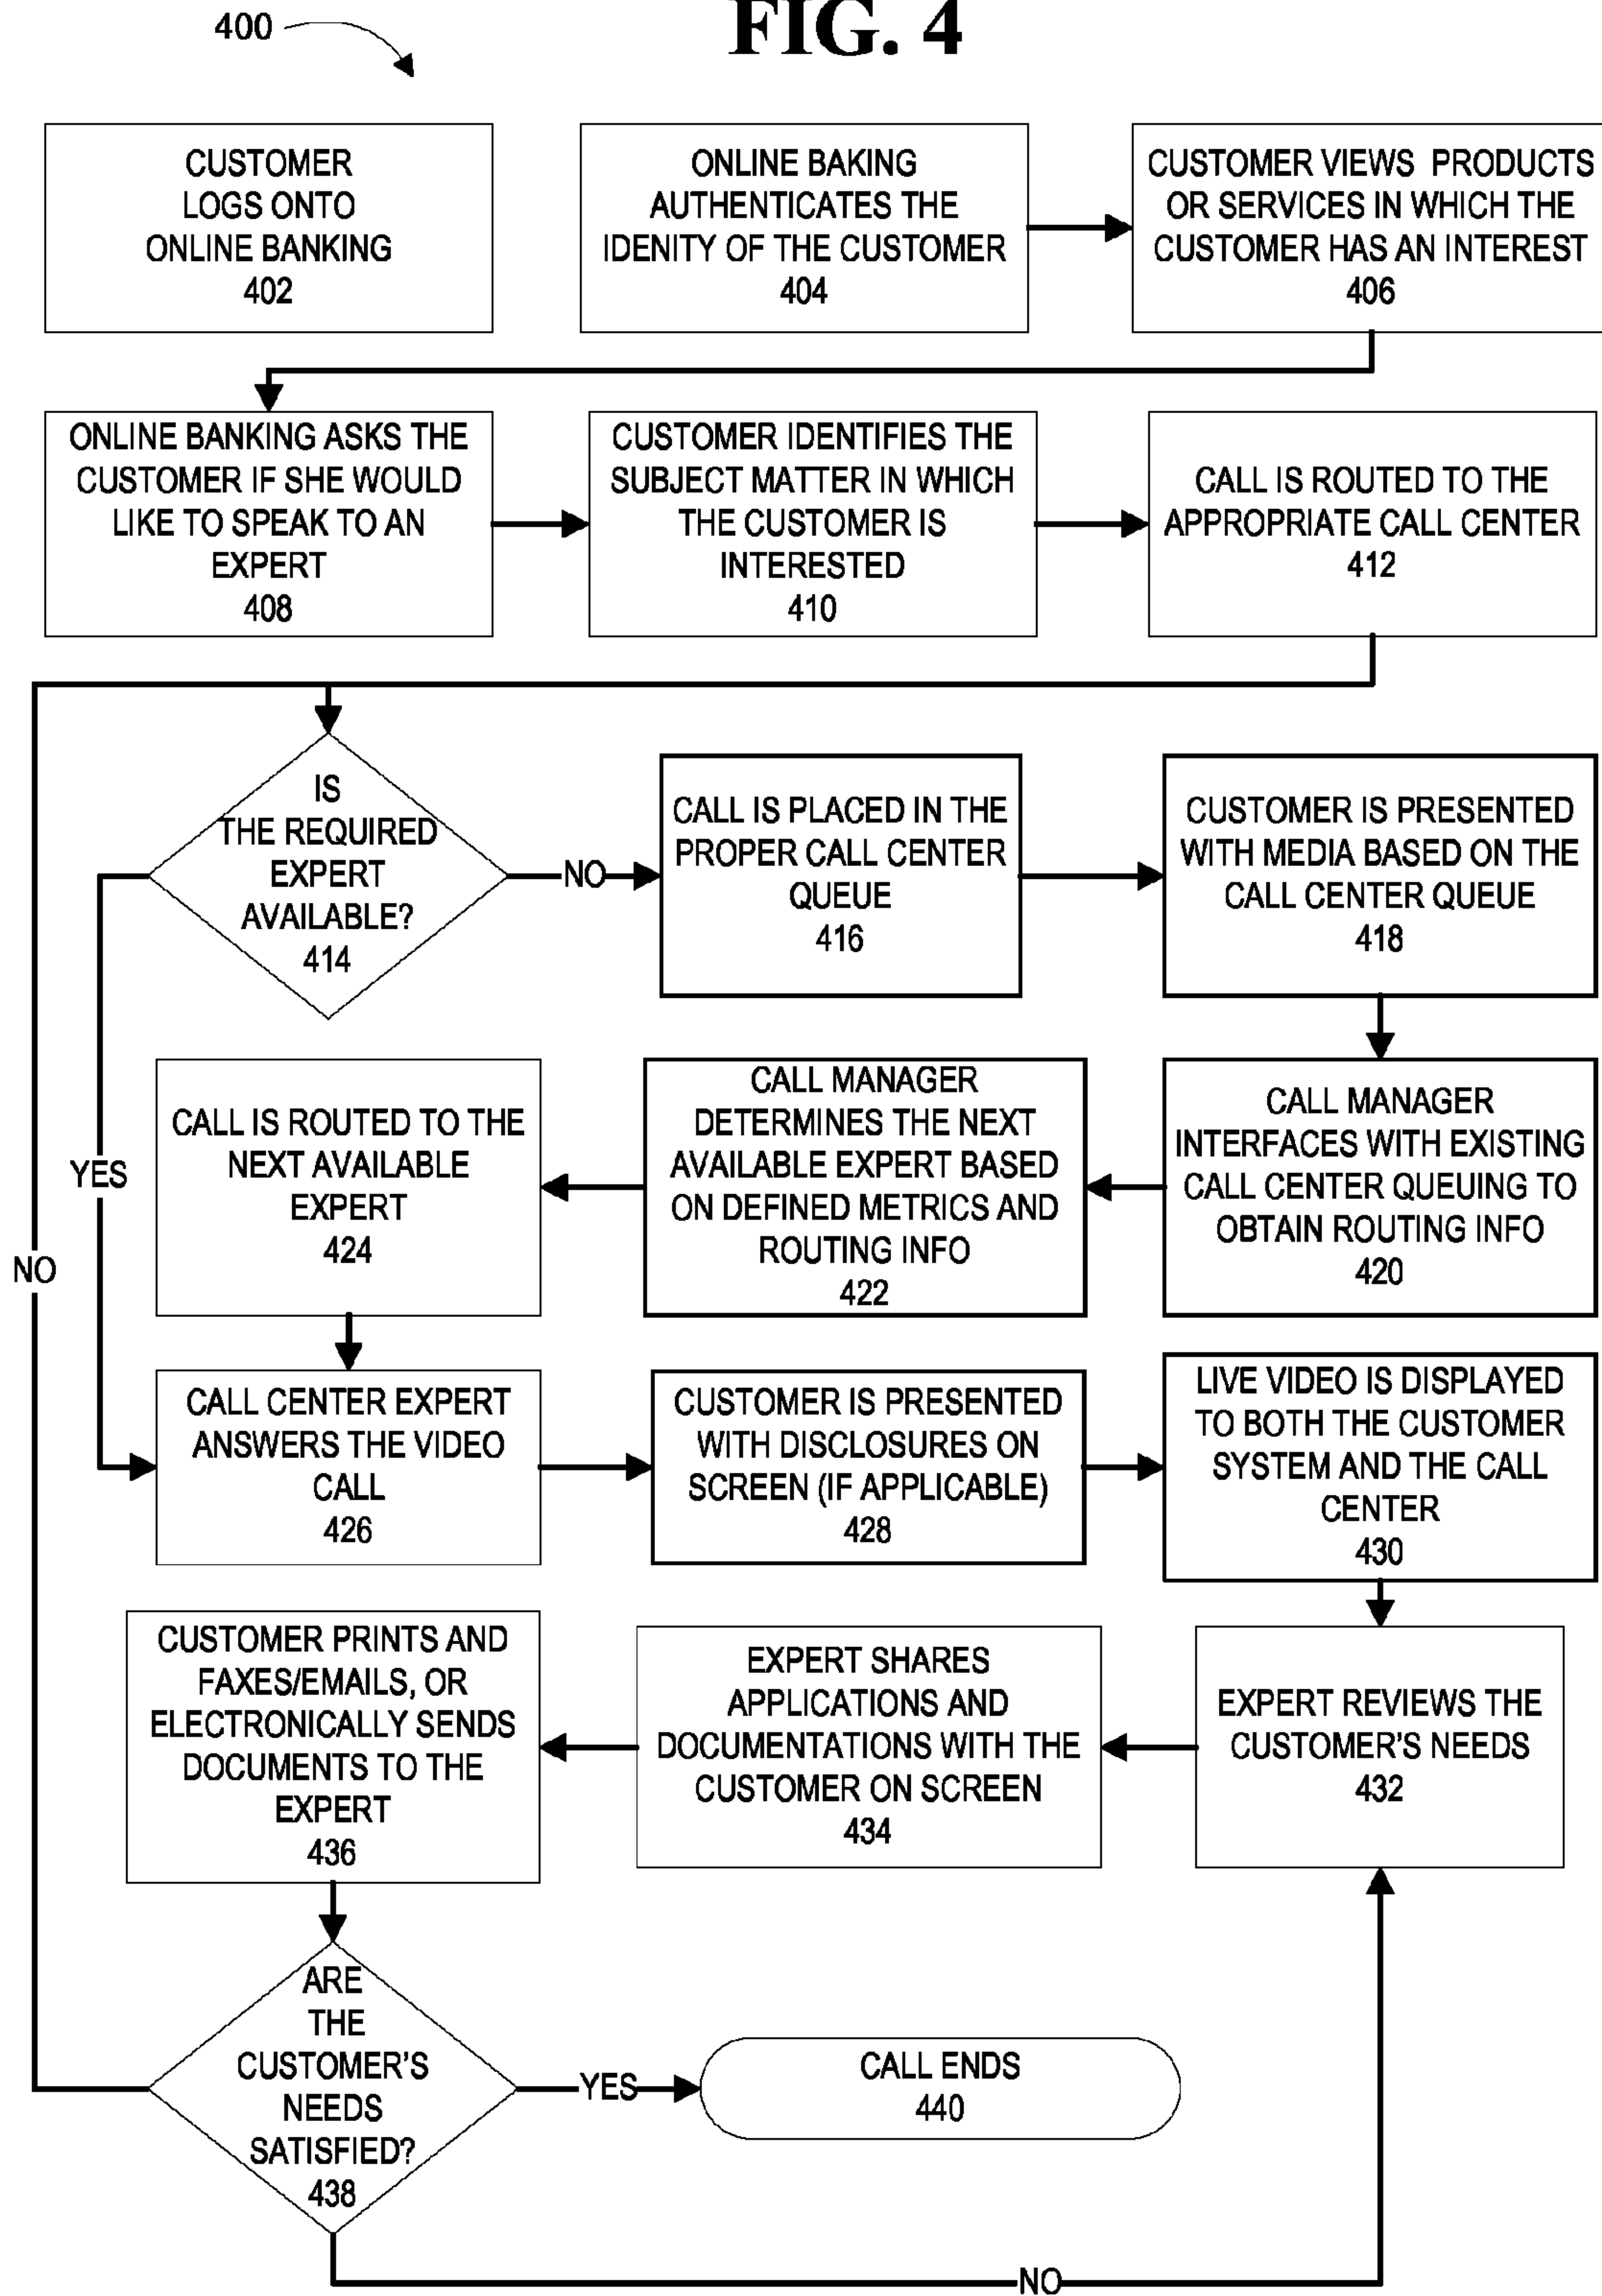 400
FIG. 4
CUSTOMER
LOGS ONTO
ONLINE BANKING
402
ONLINE BAKING
AUTHENTICATES THE
IDENITY OF THE CUSTOMER
404
CUSTOMER VIEWS PRODUCTS
OR SERVICES IN WHICH THE
CUSTOMER HAS AN INTEREST
406
ONLINE BANKING ASKS THE
CUSTOMER IF SHE WOULD
LIKE TO SPEAK TO AN
EXPERT
408
CUSTOMER IDENTIFIES THE
SUBJECT MATTER IN WHICH
THE CUSTOMER IS
INTERESTED
410
CALL IS ROUTED TO THE
APPROPRIATE CALL CENTER
412
IS
THE REQUIRED
EXPERT
AVAILABLE?
414
NO
CALL IS PLACED IN THE
PROPER CALL CENTER
QUEUE
416
CUSTOMER IS PRESENTED
WITH MEDIA BASED ON THE
CALL CENTER QUEUE
418
YES
NO
CALL IS ROUTED TO THE
NEXT AVAILABLE
EXPERT
424
CALL MANAGER
DETERMINES THE NEXT
AVAILABLE EXPERT BASED
ON DEFINED METRICS AND
ROUTING INFO
422
CALL MANAGER
INTERFACES WITH EXISTING
CALL CENTER QUEUING TO
OBTAIN ROUTING INFO
420
CALL CENTER EXPERT
ANSWERS THE VIDEO
CALL
426
CUSTOMER IS PRESENTED
WITH DISCLOSURES ON
SCREEN (IF APPLICABLE)
428
LIVE VIDEO IS DISPLAYED
TO BOTH THE CUSTOMER
SYSTEM AND THE CALL
CENTER
430
CUSTOMER PRINTS AND
FAXES/EMAILS, OR
ELECTRONICALLY SENDS
DOCUMENTS TO THE
EXPERT
436
EXPERT SHARES
APPLICATIONS AND
DOCUMENTATIONS WITH THE
CUSTOMER ON SCREEN
434
EXPERT REVIEWS THE
CUSTOMER'S NEEDS
432
ARE
THE
CUSTOMER'S
NEEDS
SATISFIED?
438
YES
CALL ENDS
440
NO